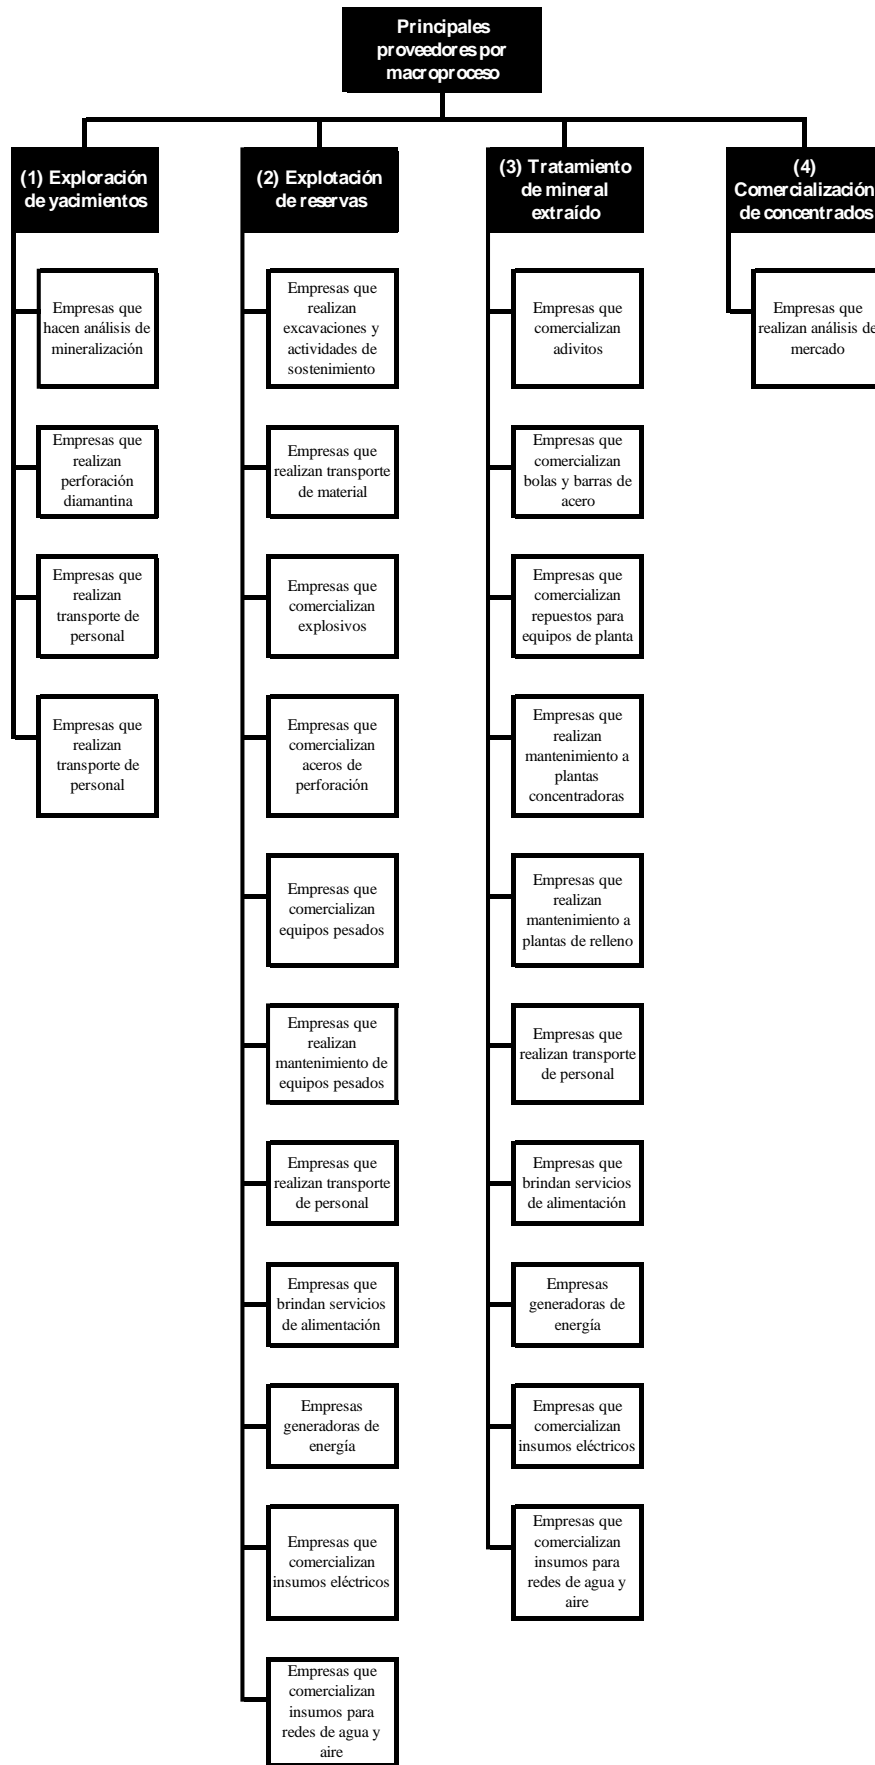 Principales
proveedores por
macroproceso
(1) Exploración
de yacimientos
Empresas que
hacen análisis de
mineralización
Empresas que
realizan
perforación
diamantina
Empresas que
realizan
transporte de
personal
Empresas que
realizan
transporte de
personal
(2) Explotación
de reservas
Empresas que
realizan
excavaciones y
actividades de
sostenimiento
Empresas que
realizan transporte
de material
Empresas que
comercializan
explosivos
Empresas que
comercializan
aceros de
perforación
Empresas que
comercializan
equipos pesados
Empresas que
realizan
mantenimiento de
equipos pesados
Empresas que
realizan transporte
de personal
Empresas que
brindan servicios
de alimentación
Empresas
generadoras de
energía
Empresas que
comercializan
insumos eléctricos
Empresas que
comercializan
insumos para
redes de agua y
aire
(3) Tratamiento
de mineral
extraído
Empresas que
comercializan
adivitos
Empresas que
comercializan
bolas y barras de
acero
Empresas que
comercializan
repuestos para
equipos de planta
Empresas que
realizan
mantenimiento a
plantas
concentradoras
Empresas que
realizan
mantenimiento a
plantas de relleno
Empresas que
realizan transporte
de personal
Empresas que
brindan servicios
de alimentación
Empresas
generadoras de
energía
Empresas que
comercializan
insumos eléctricos
Empresas que
comercializan
insumos para
redes de agua y
aire
(4)
Comercialización
de concentrados
Empresas que
realizan análisis de
mercado